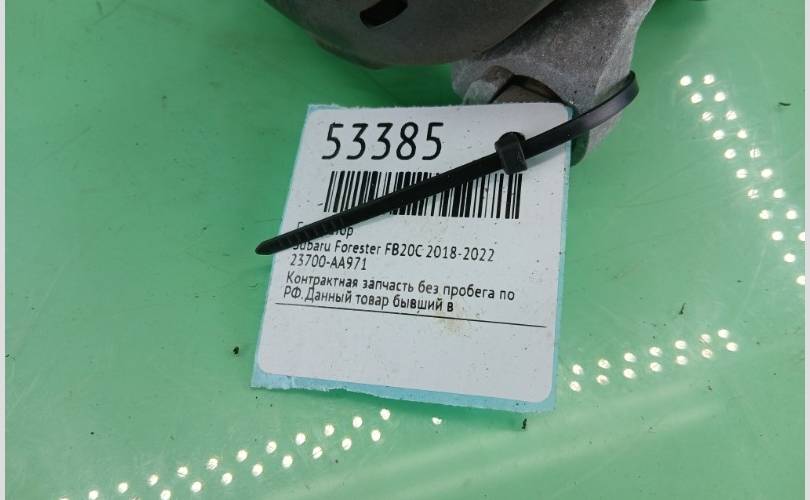 53385
Subaru Forester FB20C 2018-2022
23700-AA971
Контрактная запчасть без пробега по
РФ.Данный товар бывший в